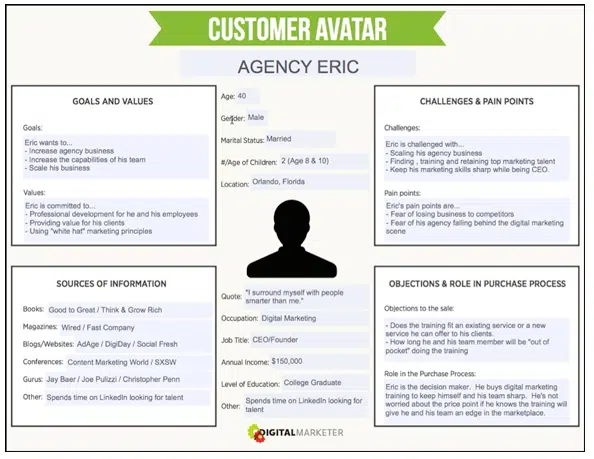 CUSTOMER AVATAR
AGENCY ERIC
GOALS AND VALUES
Goals:
Eric wants to...
- Increase agency business
- Increase the capabilities of his team
- Scale his business
Values:
Eric is committed to...
- Professional development for he and his employees
- Providing value for his clients
- Using "white hat" marketing principles
Age: 40
Gender: Male
Marital Status: Married
#/Age of Children: 2 (Age 8 & 10)
Location: Orlando, Florida
CHALLENGES & PAIN POINTS
Challenges:
Eric is challenged with...
- Scaling his agency business
- Finding , training and retaining top marketing talent
- Keep his marketing skills sharp while being CEO.
Pain points:
Eric's pain points are...
- Fear of losing business to competitors
- Fear of his agency falling behind the digital marketing
scene
SOURCES OF INFORMATION
Books: Good to Great / Think & Grow Rich
Magazines: Wired / Fast Company
Blogs/Websites: AdAge / DigiDay / Social Fresh
Conferences: Content Marketing World / SXSW
Gurus: Jay Baer / Joe Pulizzi / Christopher Penn
Other: Spends time on LinkedIn looking for talent
Quote: "I surround myself with people
smarter than me."
Occupation: Digital Marketing
Job Title: CEO/Founder
Annual Income: $150,000
Level of Education: College Graduate
Other: Spends time on LinkedIn looking for
talent
OBJECTIONS & ROLE IN PURCHASE PROCESS
Objections to the sale:
- Does the training fit an existing service or a new
service he can offer to his clients.
- How long he and his team member will be "out of
pocket" doing the training
Role in the Purchase Process:
Eric is the decision maker. He buys digital marketing
training to keep himself and his team sharp. He's not
worried about the price point if he knows the training will
give he and his team an edge in the marketplace.
DIGITALMARKETER